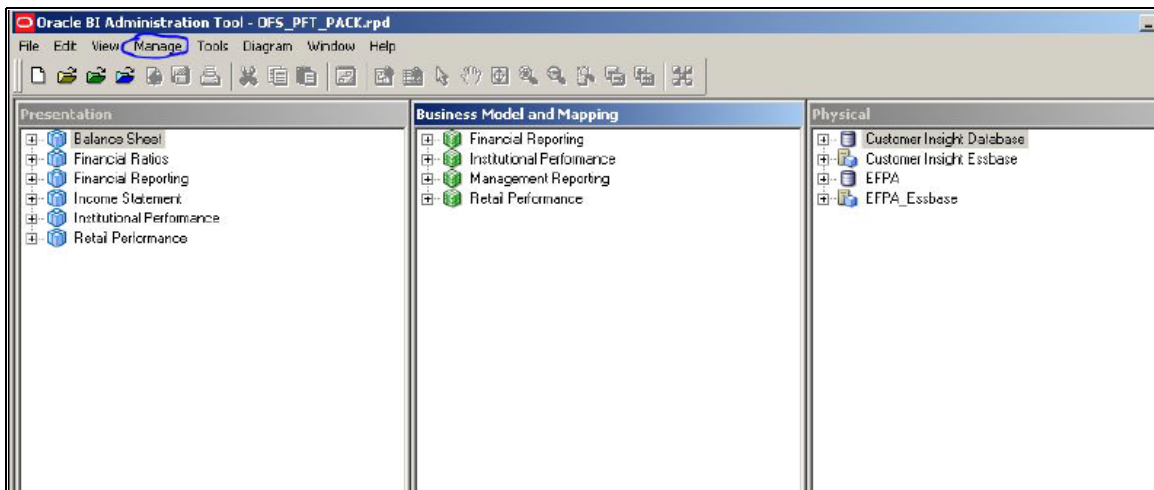 Oracle BI Administration Tool - OFS_PFT_PACK.rpd
File Edit View Manage Tools Diagram Window Help
Presentation
Balance Sheet
Financial Ratios
Financial Reporting
Income Statement
Institutional Performance
Retail Performance
Business Model and Mapping
Financial Reporting
Institutional Performance
Management Reporting
Retail Performance
Physical
Customer Insight Database
Customer Insight Essbase
EFPA
EFPA_Essbase